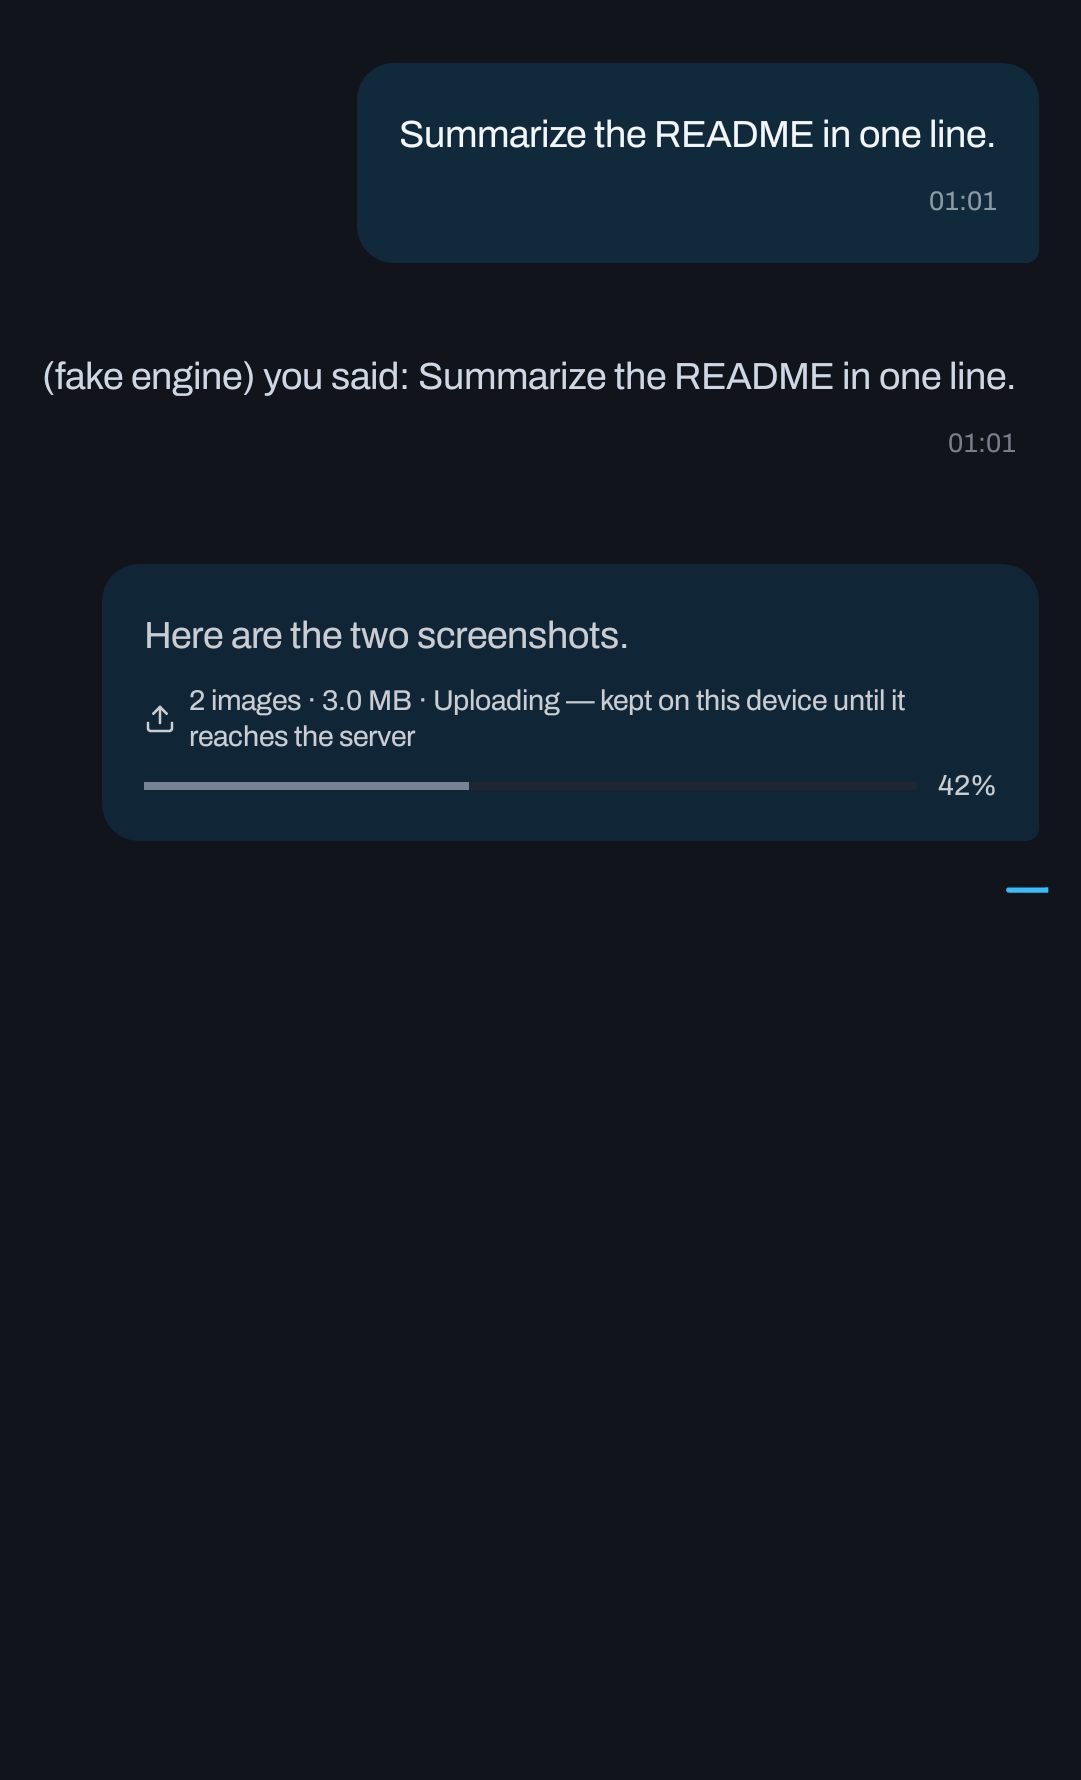 Summarize the README in one line.
01:01
(fake engine) you said: Summarize the README in one line.
01:01
Here are the two screenshots.
2 images · 3.0 MB · Uploading — kept on this device until it
reaches the server
42%